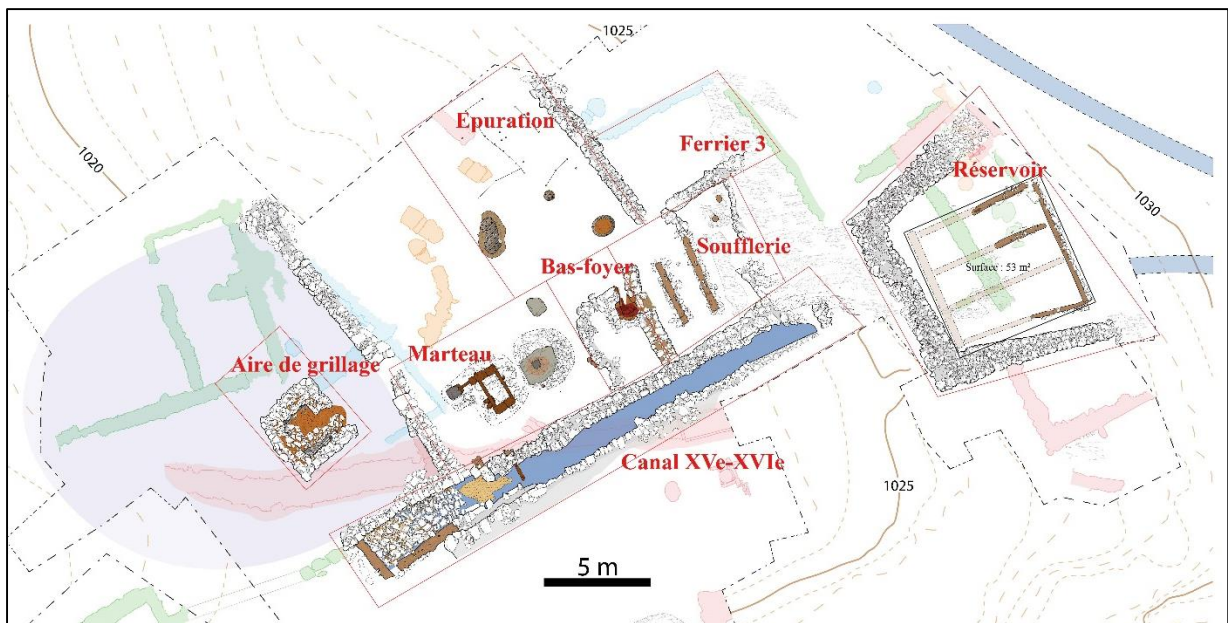 1025
Epuration
Ferrier 3
1020
Réservoir
1030
Soufflerie
Bas-foyer
Surface : 53 m²
Marteau
Aire de grillage
Canal XVe-XVIe
1025
5 m